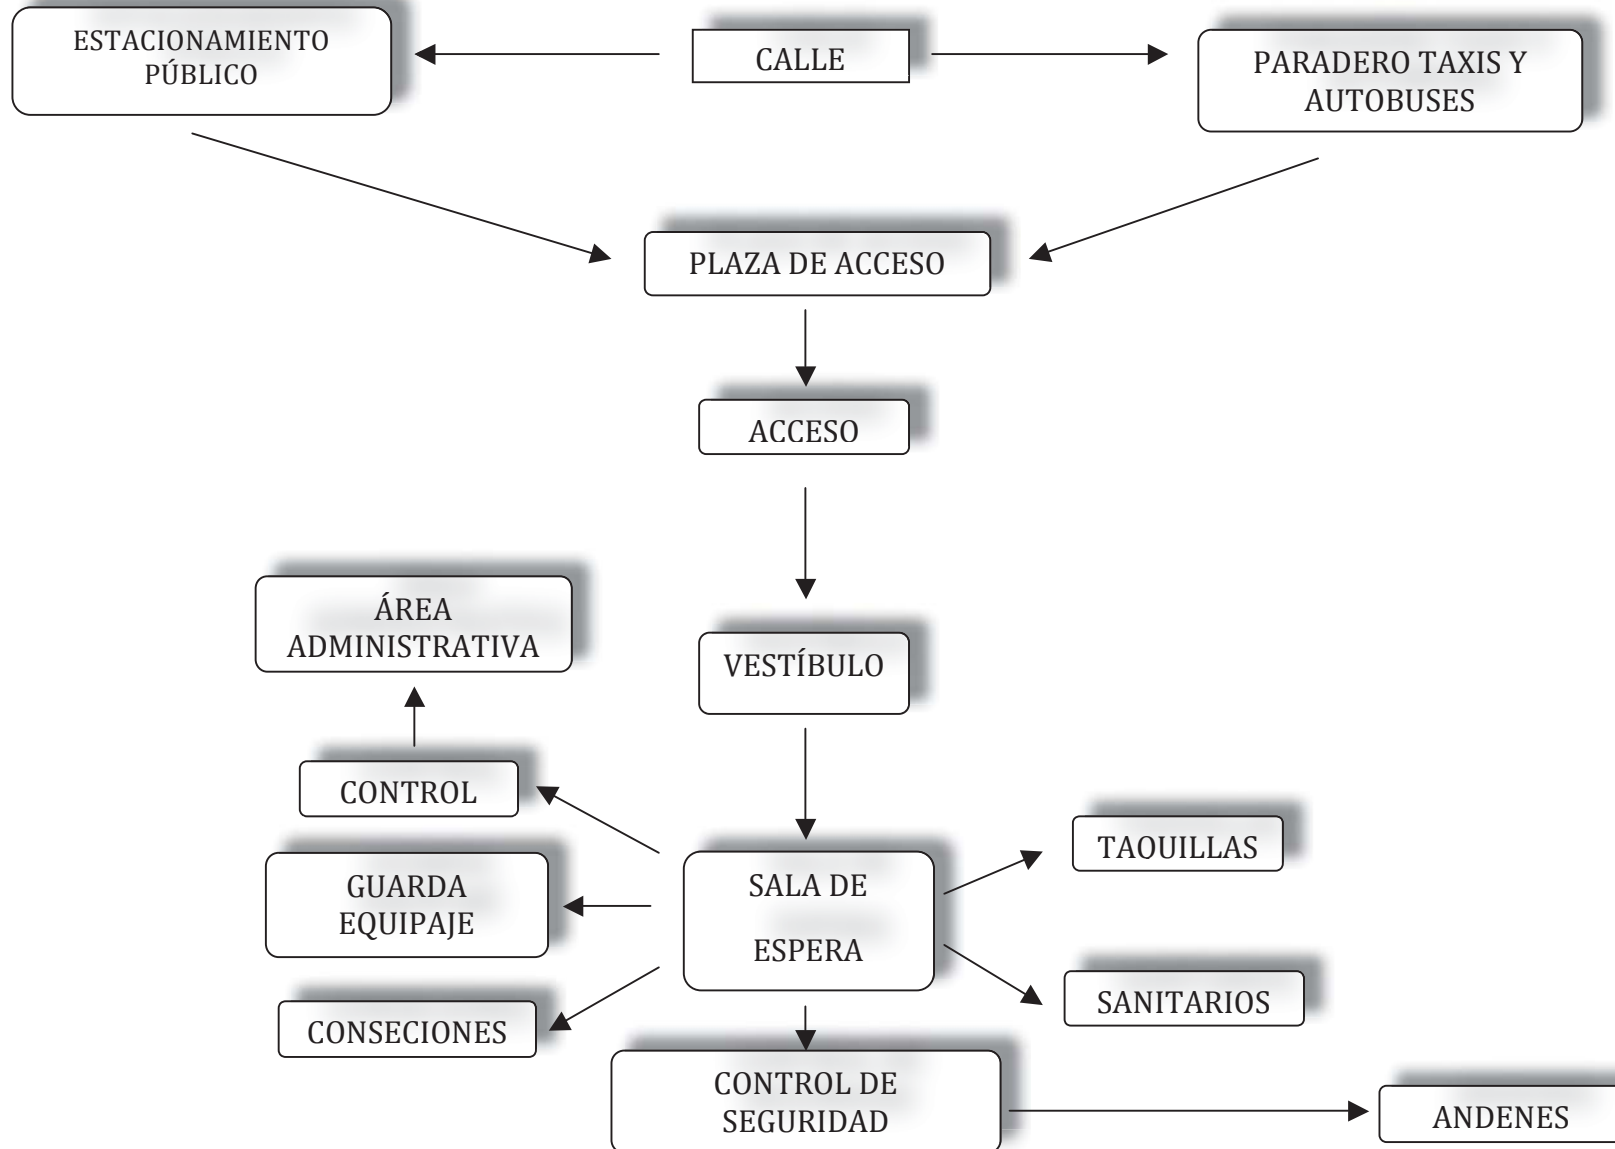 ESTACIONAMIENTO
PÚBLICO
CALLE
PARADERO TAXIS Y
AUTOBUSES
PLAZA DE ACCESO
ACCESO
ÁREA
ADMINISTRATIVA
VESTÍBULO
CONTROL
TAQUILLAS
GUARDA
EQUIPAJE
SALA DE
ESPERA
SANITARIOS
CONSECIONES
CONTROL DE
SEGURIDAD
ANDENES